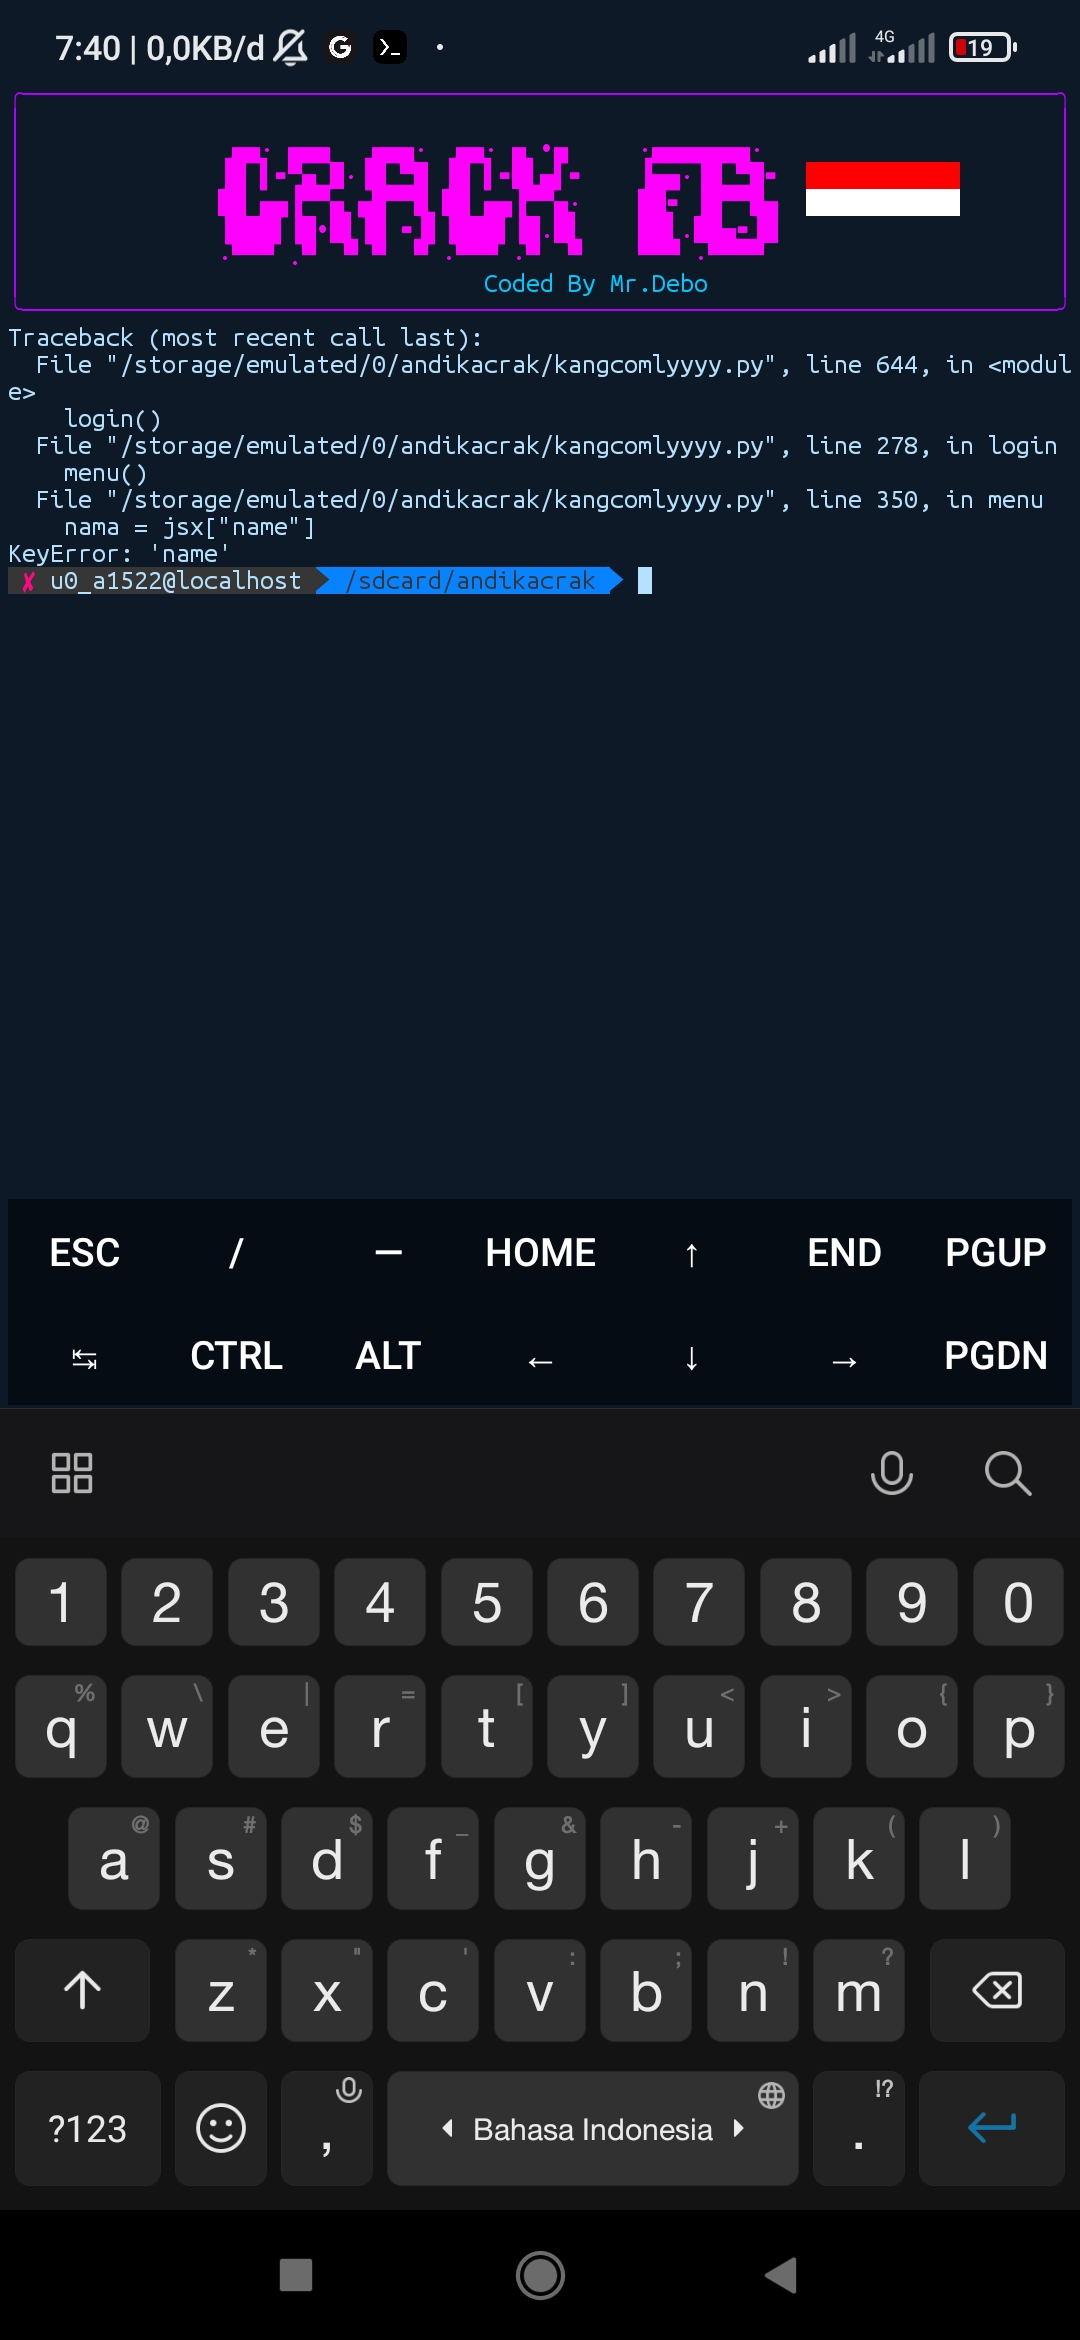 7:40 | 0,0KB/d G >_ 4G 19
CRACK FB
Coded By Mr.Debo
Traceback (most recent call last):
  File "/storage/emulated/0/andikacrak/kangcomlyyyy.py", line 644, in <modul
e>
    login()
  File "/storage/emulated/0/andikacrak/kangcomlyyyy.py", line 278, in login
    menu()
  File "/storage/emulated/0/andikacrak/kangcomlyyyy.py", line 350, in menu
    nama = jsx["name"]
KeyError: 'name'
✗ u0_a1522@localhost /sdcard/andikacrak
ESC / — HOME ↑ END PGUP
↹ CTRL ALT ← ↓ → PGDN
1 2 3 4 5 6 7 8 9 0
% \ | = [ ] < > { }
q w e r t y u i o p
@ # $ _ & - + ( )
a s d f g h j k l
* " ' : ; ! ?
z x c v b n m
!?
?123 , Bahasa Indonesia .